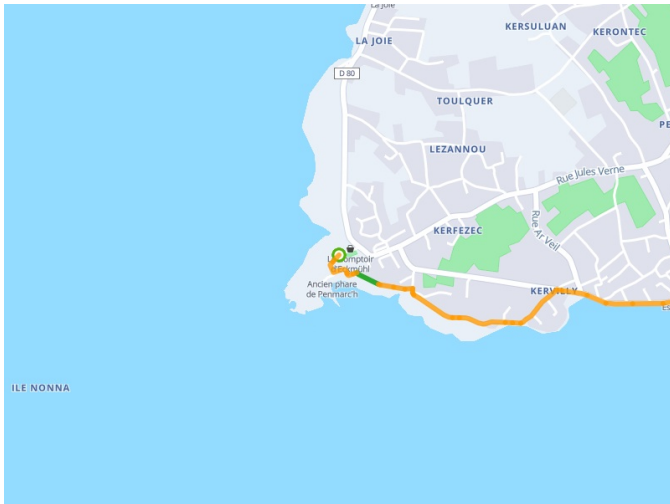 La Joie
LA JOIE
KERSULUAN
KERONTEC
D 80
TOULQUER
LEZANNOU
Rue Jules Verne
Rue Ar Veil
KERFEZEC
Ancien phare
de Penmarc'h
KERVILLY
ILE NONNA